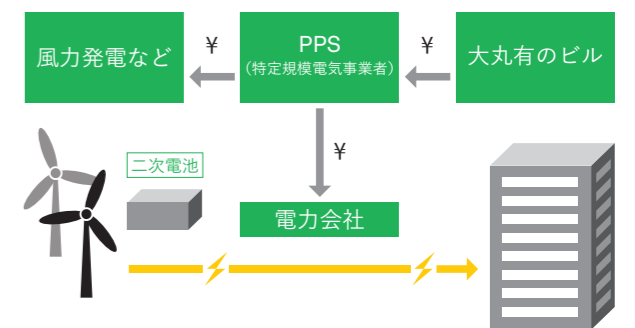 風力発電など
¥
PPS
（特定規模電気事業者）
¥
大丸有のビル
¥
二次電池
電力会社